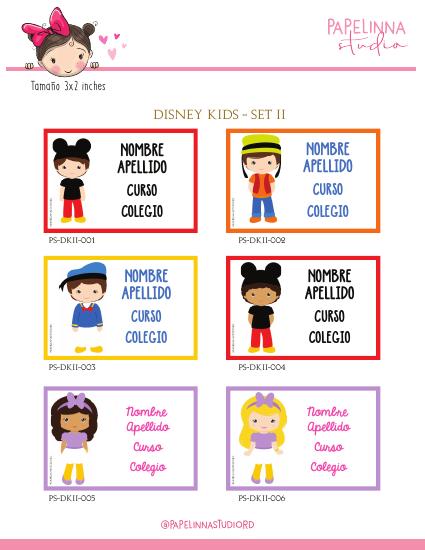 PAPELINNA
studio
Tamaño 3x2 inches
DISNEY KIDS - SET II
NOMBRE
APELLIDO
CURSO
COLEGIO
PS-DKII-001
NOMBRE
APELLIDO
CURSO
COLEGIO
PS-DKII-002
NOMBRE
APELLIDO
CURSO
COLEGIO
PS-DKII-003
NOMBRE
APELLIDO
CURSO
COLEGIO
PS-DKII-004
Nombre
Apellido
Curso
Colegio
PS-DKII-005
Nombre
Apellido
Curso
Colegio
PS-DKII-006
@PAPELINNASTUDIORD